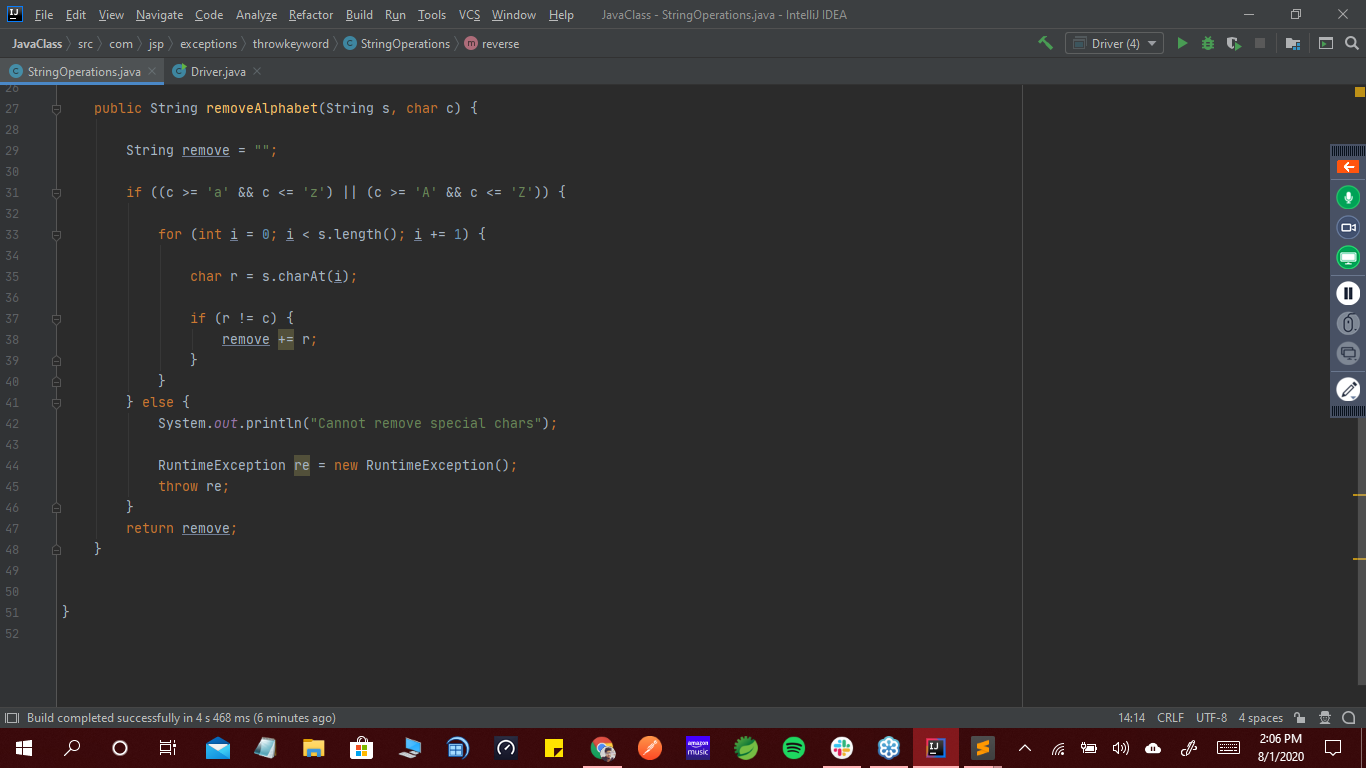 File Edit View Navigate Code Analyze Refactor Build Run Tools VCS Window Help JavaClass - StringOperations.java - IntelliJ IDEA
JavaClass src com jsp exceptions throwkeyword C StringOperations m reverse Driver (4)
C StringOperations.java C Driver.java
26
27 public String removeAlphabet(String s, char c) {
28
29 String remove = "";
30
31 if ((c >= 'a' && c <= 'z') || (c >= 'A' && c <= 'Z')) {
32
33 for (int i = 0; i < s.length(); i += 1) {
34
35 char r = s.charAt(i);
36
37 if (r != c) {
38 remove += r;
39 }
40 }
41 } else {
42 System.out.println("Cannot remove special chars");
43
44 RuntimeException re = new RuntimeException();
45 throw re;
46 }
47 return remove;
48 }
49
50
51 }
52
Build completed successfully in 4 s 468 ms (6 minutes ago) 14:14 CRLF UTF-8 4 spaces
amazon music IJ S 2:06 PM
8/1/2020